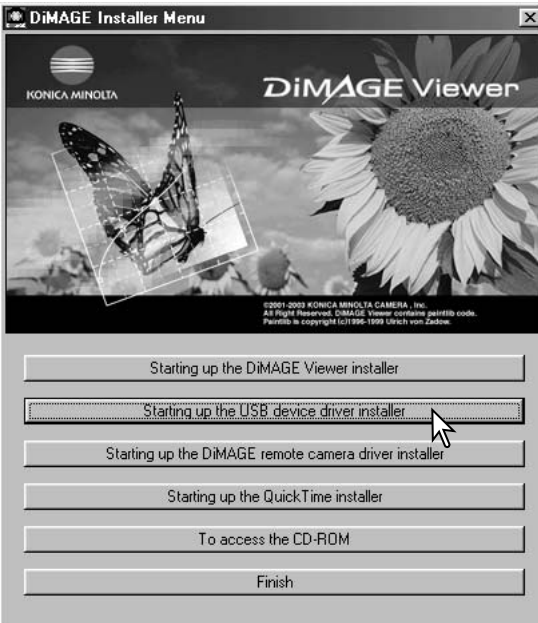 DiMAGE Installer Menu
KONICA MINOLTA
DiMAGE Viewer
©2001-2003 KONICA MINOLTA CAMERA , Inc.
All Right Reserved. DiMAGE Viewer contains paintlib code.
Paintlib is copyright (c)1996-1999 Ulrich von Zadow.
Starting up the DiMAGE Viewer installer
Starting up the USB device driver installer
Starting up the DiMAGE remote camera driver installer
Starting up the QuickTime installer
To access the CD-ROM
Finish